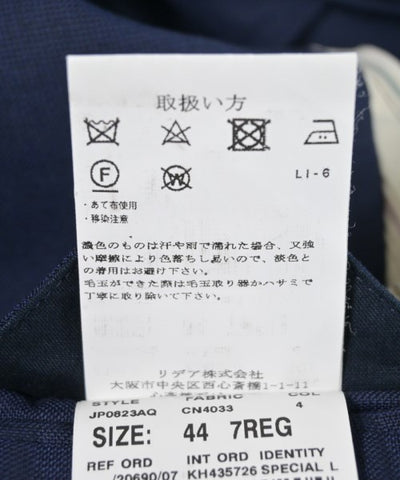 取扱い方
F
W
LI-6
・あて布使用
・移染注意
濃色のものは汗や雨で濡れた場合、又強
い摩擦により色落ちし易いので、淡色と
の着用はお避け下さい。
毛玉ができた際は毛玉取り器かハサミで
丁寧に取り除いて下さい。
リデア株式会社
大阪市中央区西心斎橋1-1-11
STYLE FABRIC COL
JP0823AQ CN4033 4
SIZE: 44 7REG
REF ORD INT ORD IDENTITY
/20690/07 KH435726 SPECIAL L